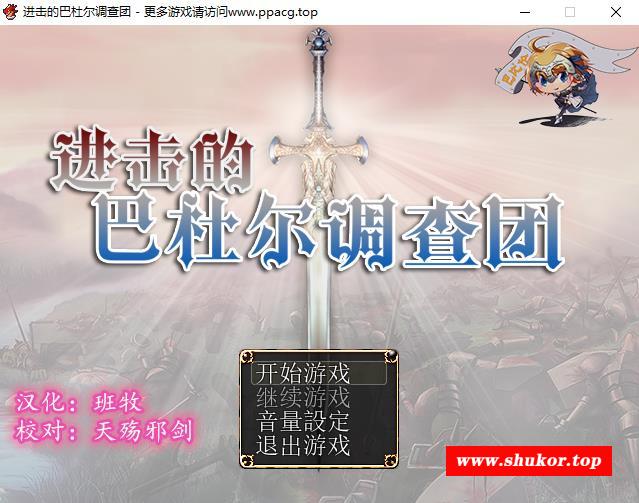 进击的巴杜尔调查团 - 更多游戏请访问www.ppacg.top
进击的
巴杜尔调查团
开始游戏
继续游戏
音量設定
退出游戏
汉化：班牧
校对：天殇邪剑
www.shukor.top